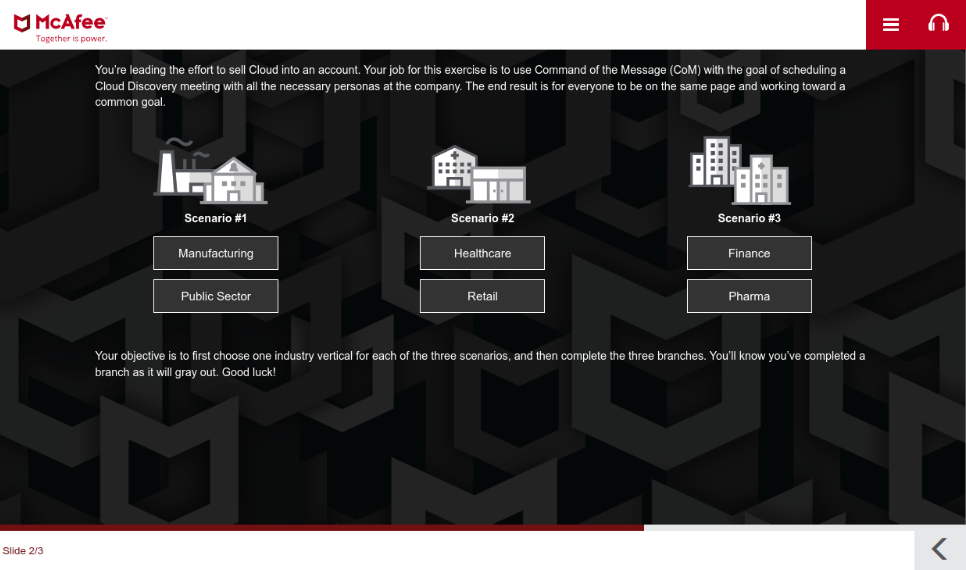 McAfee™
Together is power.
You're leading the effort to sell Cloud into an account. Your job for this exercise is to use Command of the Message (CoM) with the goal of scheduling a
Cloud Discovery meeting with all the necessary personas at the company. The end result is for everyone to be on the same page and working toward a
common goal.
Scenario #1
Scenario #2
Scenario #3
Manufacturing
Healthcare
Finance
Public Sector
Retail
Pharma
Your objective is to first choose one industry vertical for each of the three scenarios, and then complete the three branches. You'll know you've completed a
branch as it will gray out. Good luck!
Slide 2/3